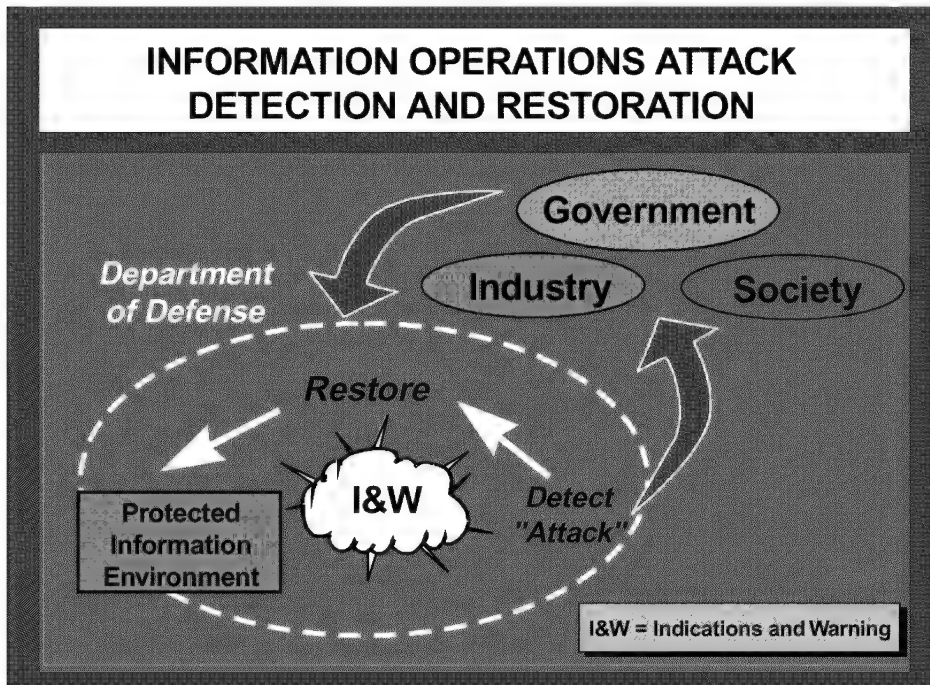 INFORMATION OPERATIONS ATTACK
DETECTION AND RESTORATION
Government
Industry
Society
Department
of Defense
Restore
I&W
Detect
"Attack"
Protected
Information
Environment
I&W = Indications and Warning